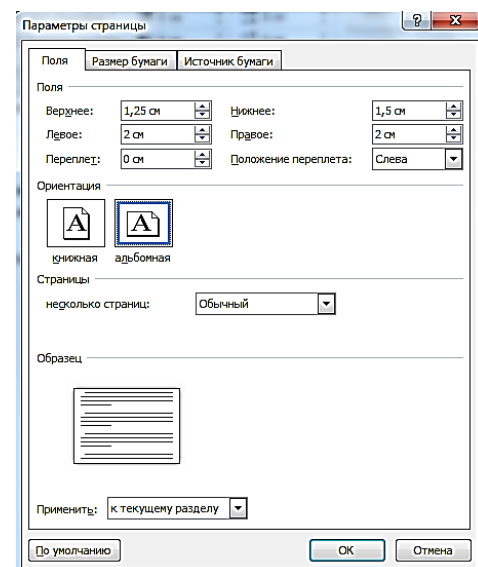 Параметры страницы
Поля Размер бумаги Источник бумаги
Поля
Верхнее: 1,25 см Нижнее: 1,5 см
Левое: 2 см Правое: 2 см
Переплет: 0 см Положение переплета: Слева
Ориентация
A A
книжная альбомная
Страницы
несколько страниц: Обычный
Образец
Применить: к текущему разделу
По умолчанию ОК Отмена